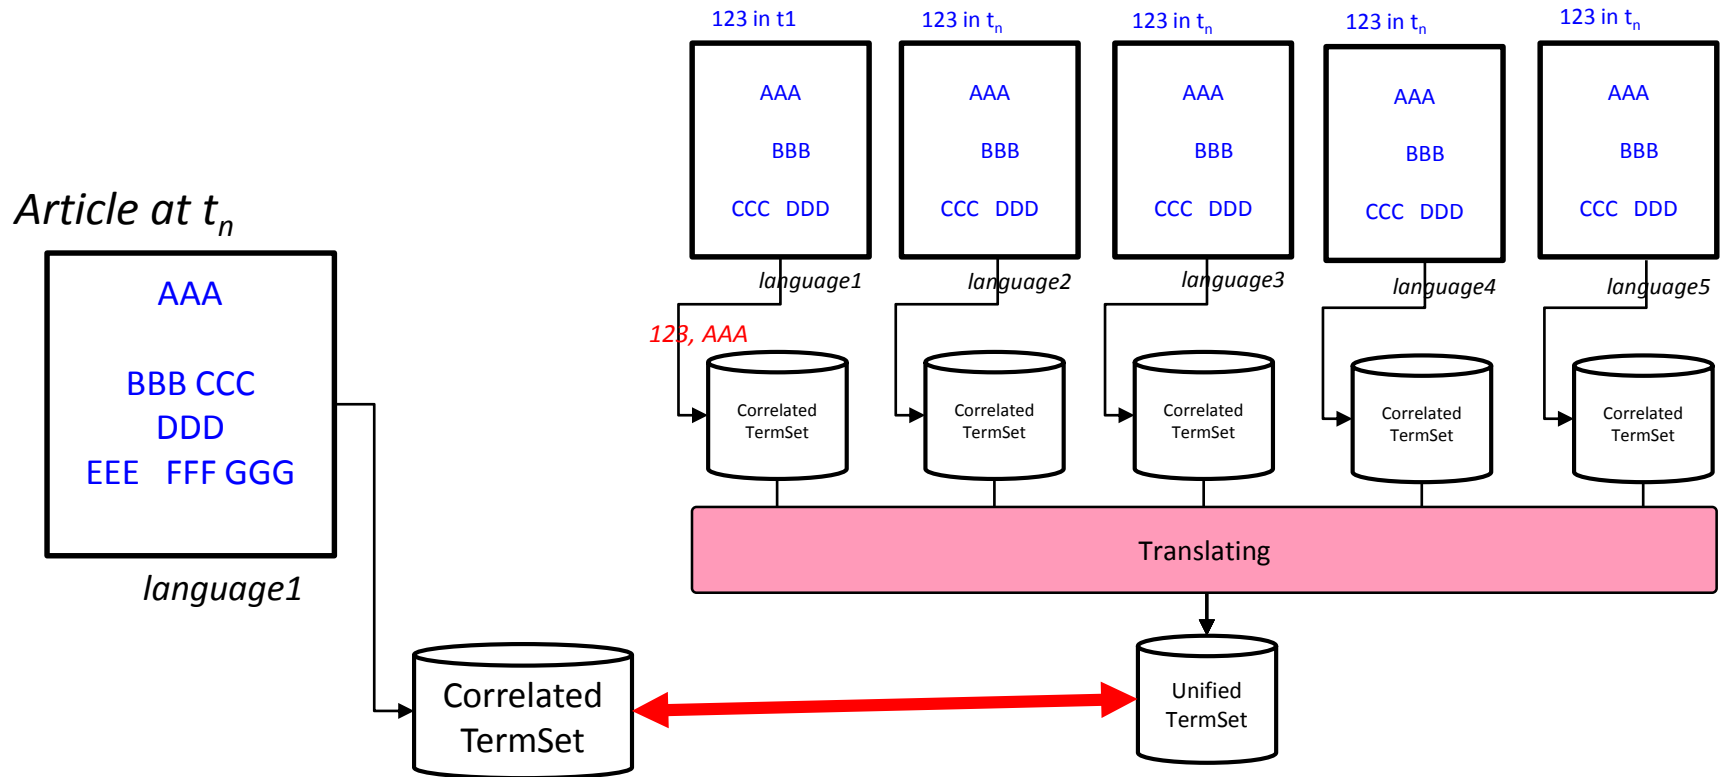 123 in t1
123 in tn
123 in tn
123 in tn
123 in tn
AAA
BBB
CCC DDD
language1
AAA
BBB
CCC DDD
language2
AAA
BBB
CCC DDD
language3
AAA
BBB
CCC DDD
language4
AAA
BBB
CCC DDD
language5
Article at tn
AAA
BBB CCC
DDD
EEE FFF GGG
language1
123, AAA
Correlated
TermSet
Correlated
TermSet
Correlated
TermSet
Correlated
TermSet
Correlated
TermSet
Translating
Correlated
TermSet
Unified
TermSet